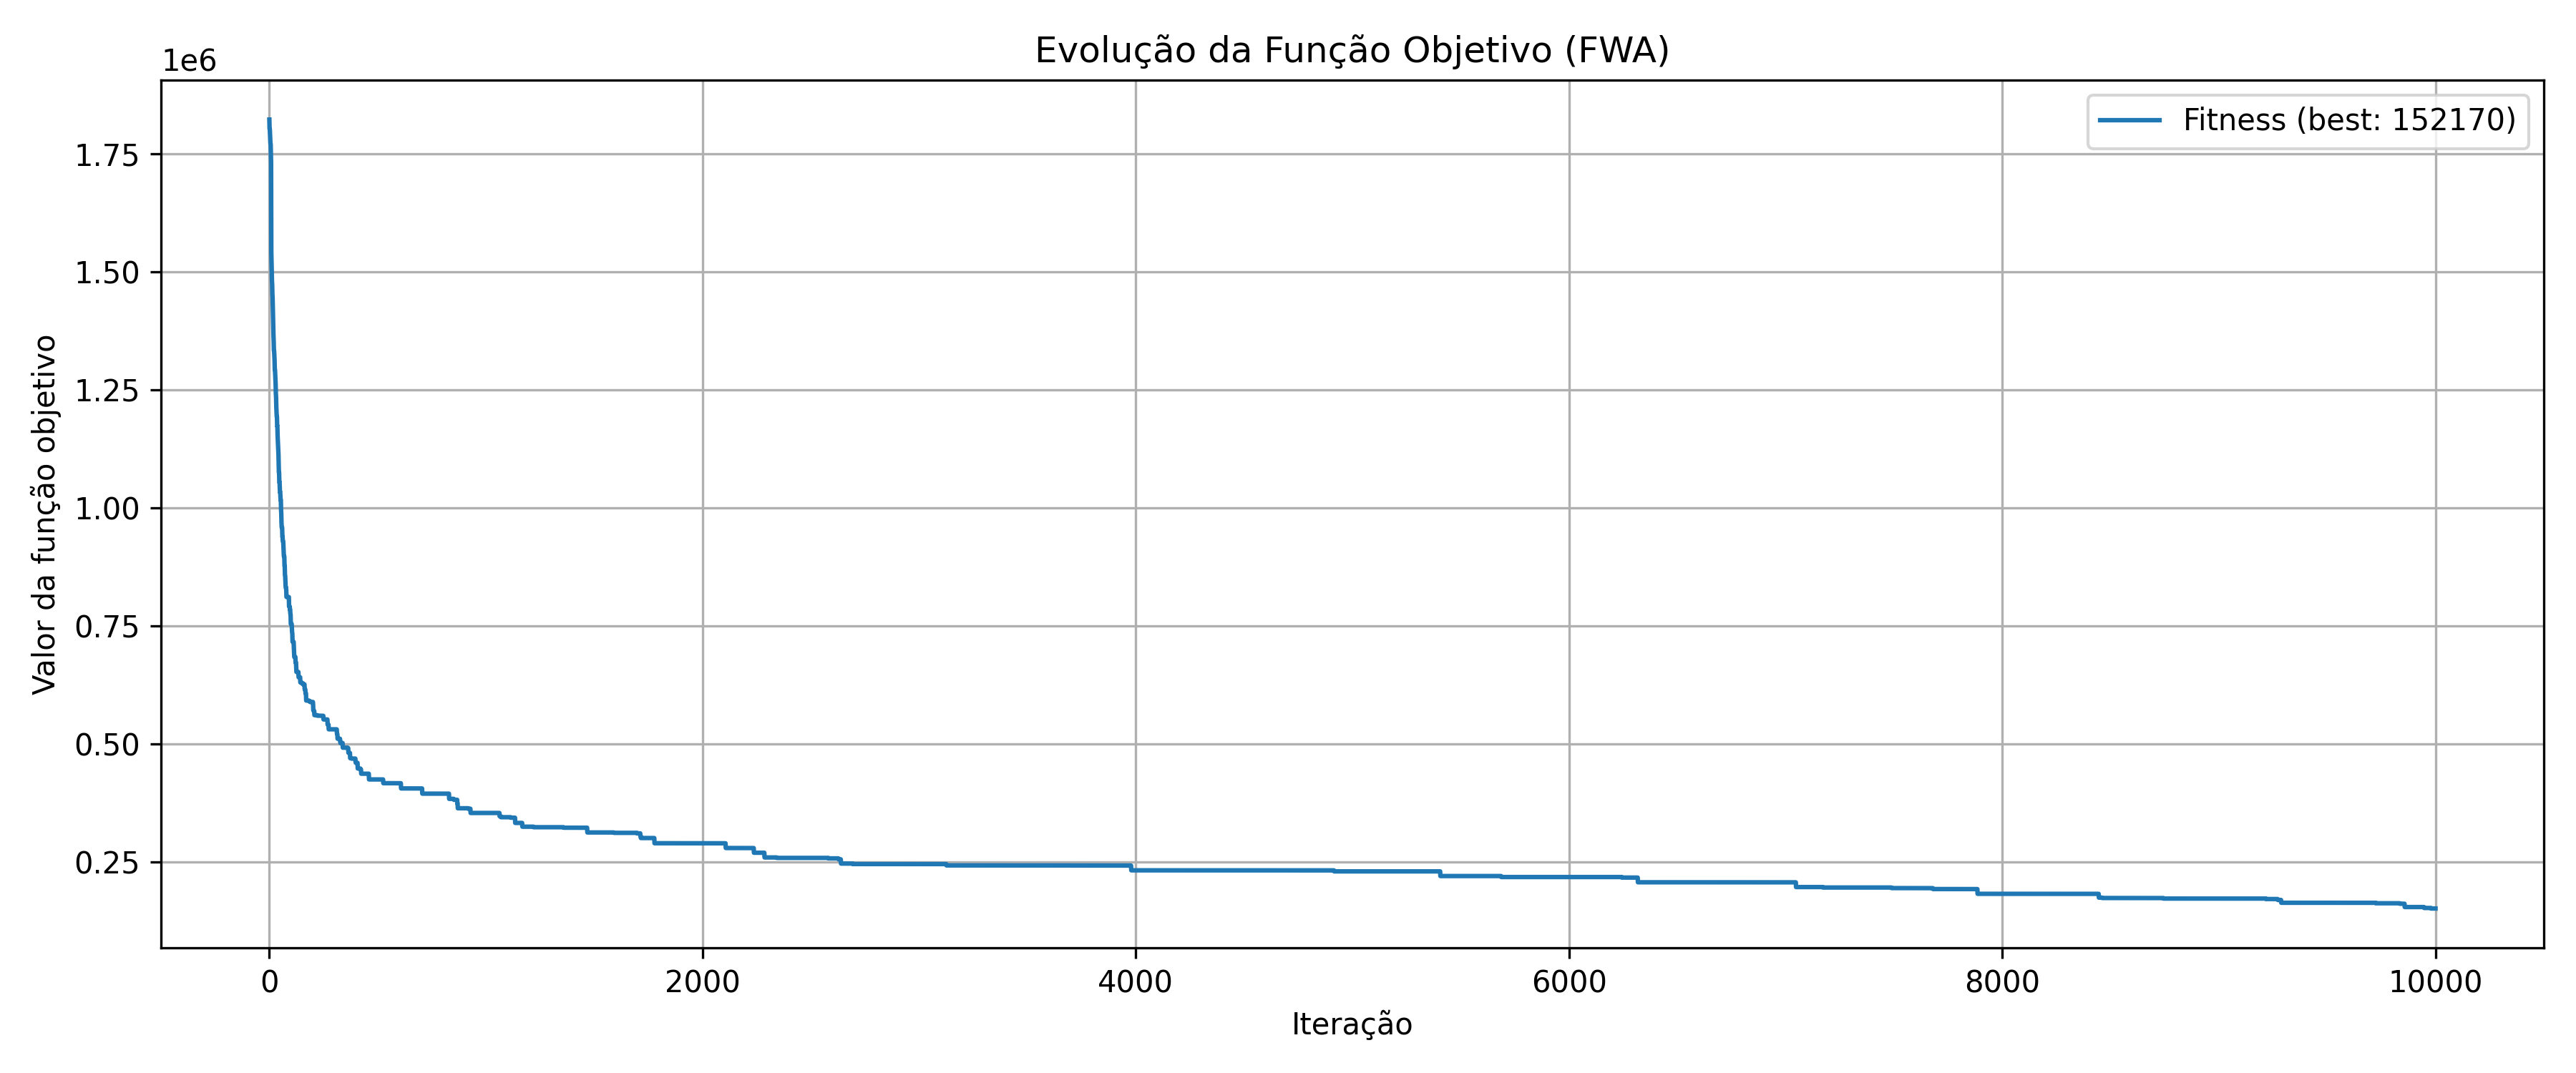 Evolução da Função Objetivo (FWA)
1e6
Fitness (best: 152170)
Valor da função objetivo
1.75
1.50
1.25
1.00
0.75
0.50
0.25
0 2000 4000 6000 8000 10000
Iteração